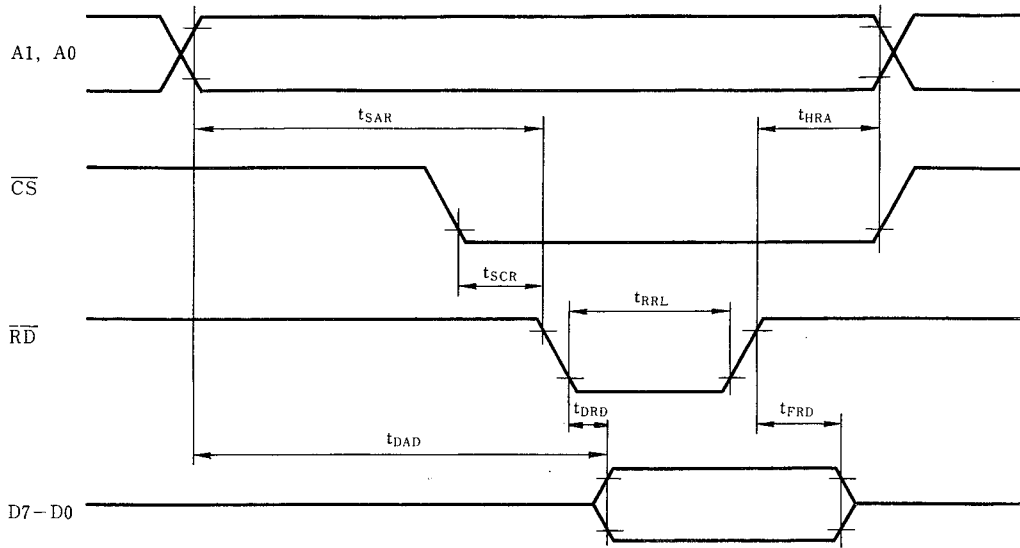 A1, A0
tSAR
tHRA
CS
tSCR
tRRL
RD
tDRD
tFRD
tDAD
D7-D0